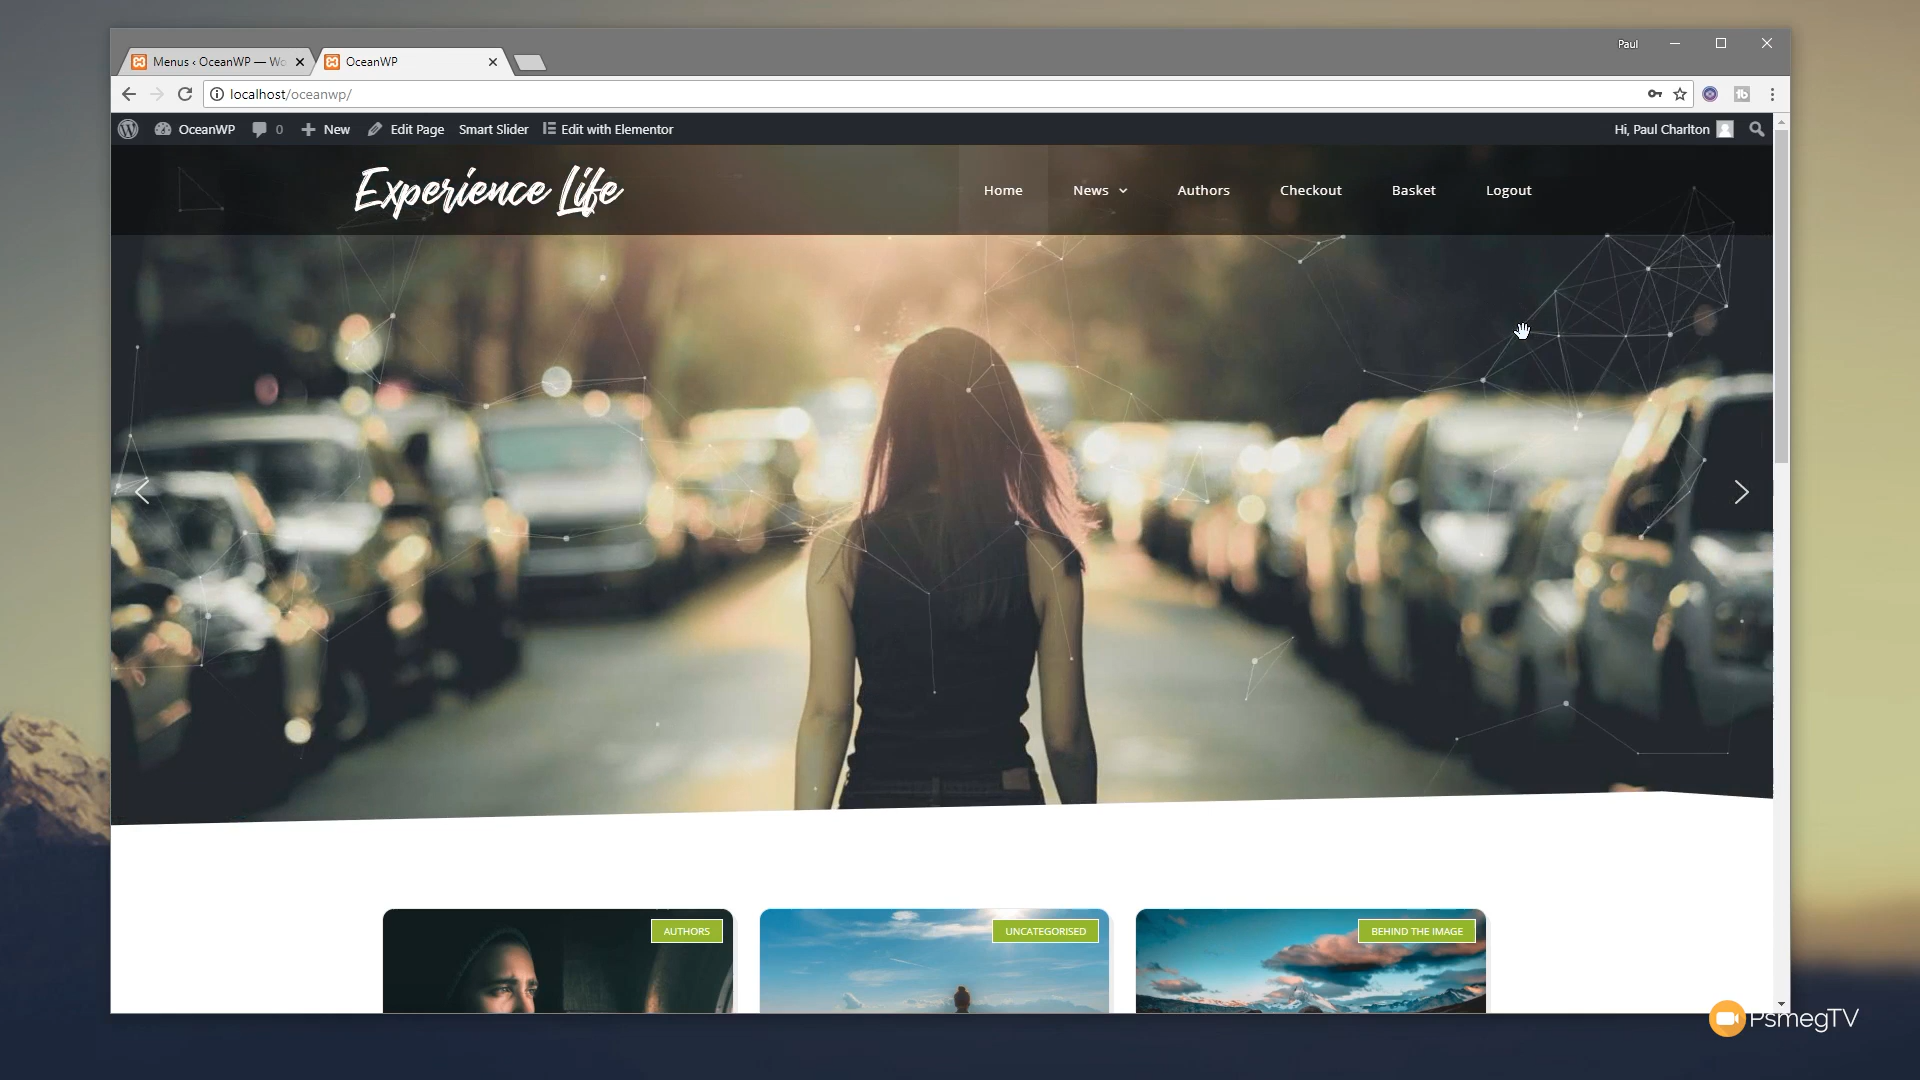 Paul
Menus ‹ OceanWP — Wo
OceanWP
localhost/oceanwp/
OceanWP 0 New Edit Page Smart Slider Edit with Elementor Hi, Paul Charlton
Experience Life
Home News Authors Checkout Basket Logout
AUTHORS
UNCATEGORISED
BEHIND THE IMAGE
PsmegTV